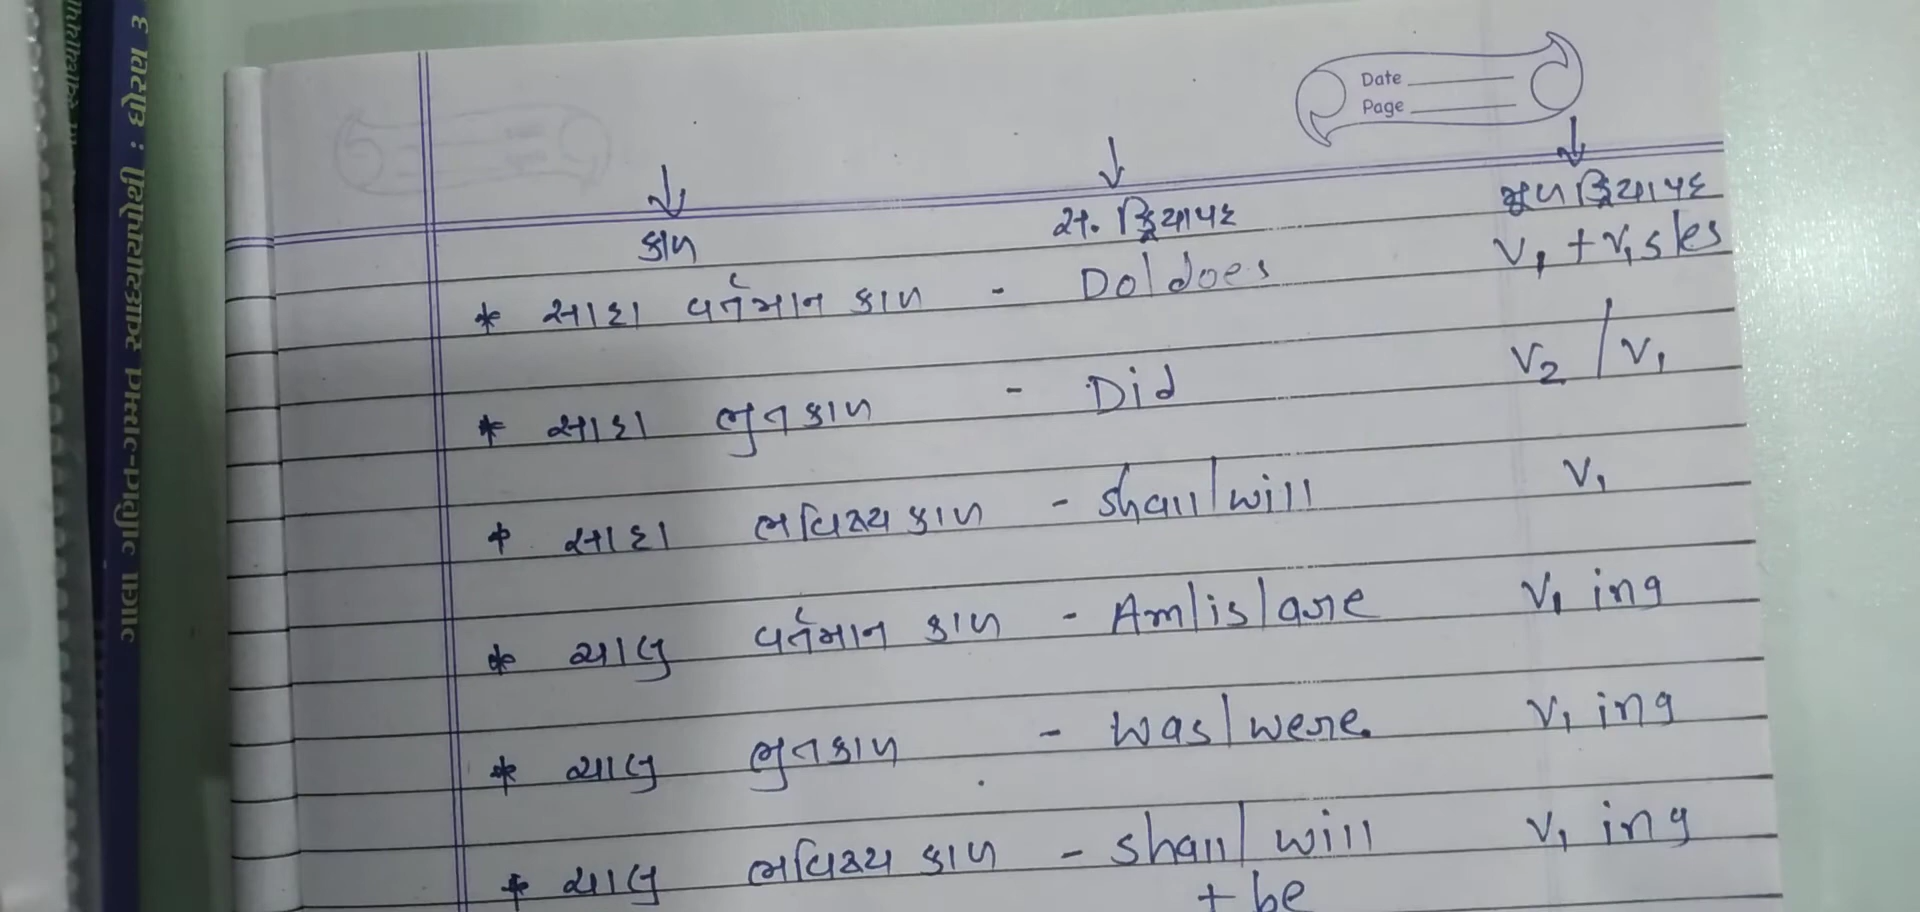 Date
Page
કાળ સા. ક્રિયાપદ મૂળ ક્રિયાપદ
* સાદા વર્તમાન કાળ - Do/does V1 + V1 s/es
* સાદા ભુતકાળ - Did V2 / V1
* સાદા ભવિષ્ય કાળ - shall/will V1
* ચાલુ વર્તમાન કાળ - Am/is/are V1 ing
* ચાલુ ભુતકાળ - was/were V1 ing
* ચાલુ ભવિષ્ય કાળ - shall/will V1 ing
+ be